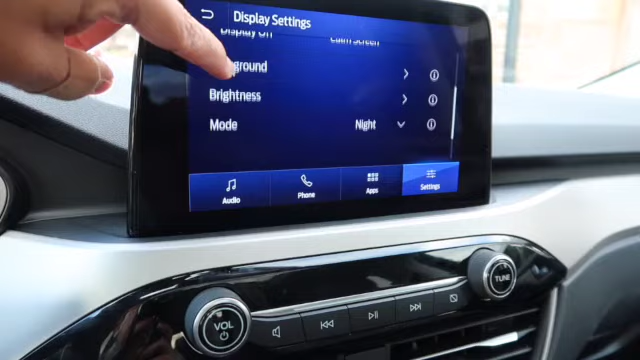 Display Settings
Display Off Calm Screen
ground
Brightness
Mode Night
Audio Phone Apps Settings
VOL TUNE